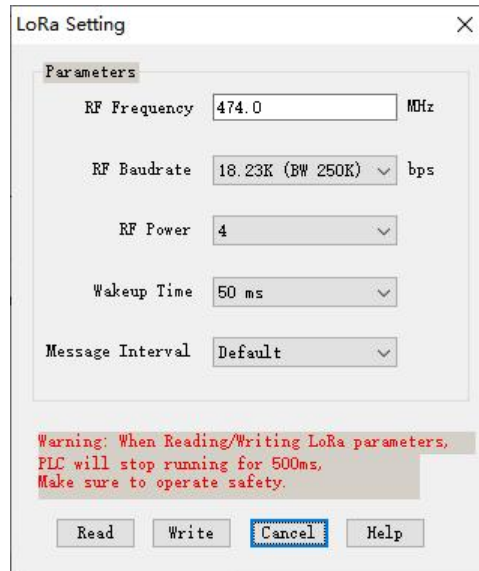 LoRa Setting
Parameters
RF Frequency 474.0 MHz
RF Baudrate 18.23K (BW 250K) bps
RF Power 4
Wakeup Time 50 ms
Message Interval Default
Warning: When Reading/Writing LoRa parameters,
PLC will stop running for 500ms,
Make sure to operate safety.
Read Write Cancel Help